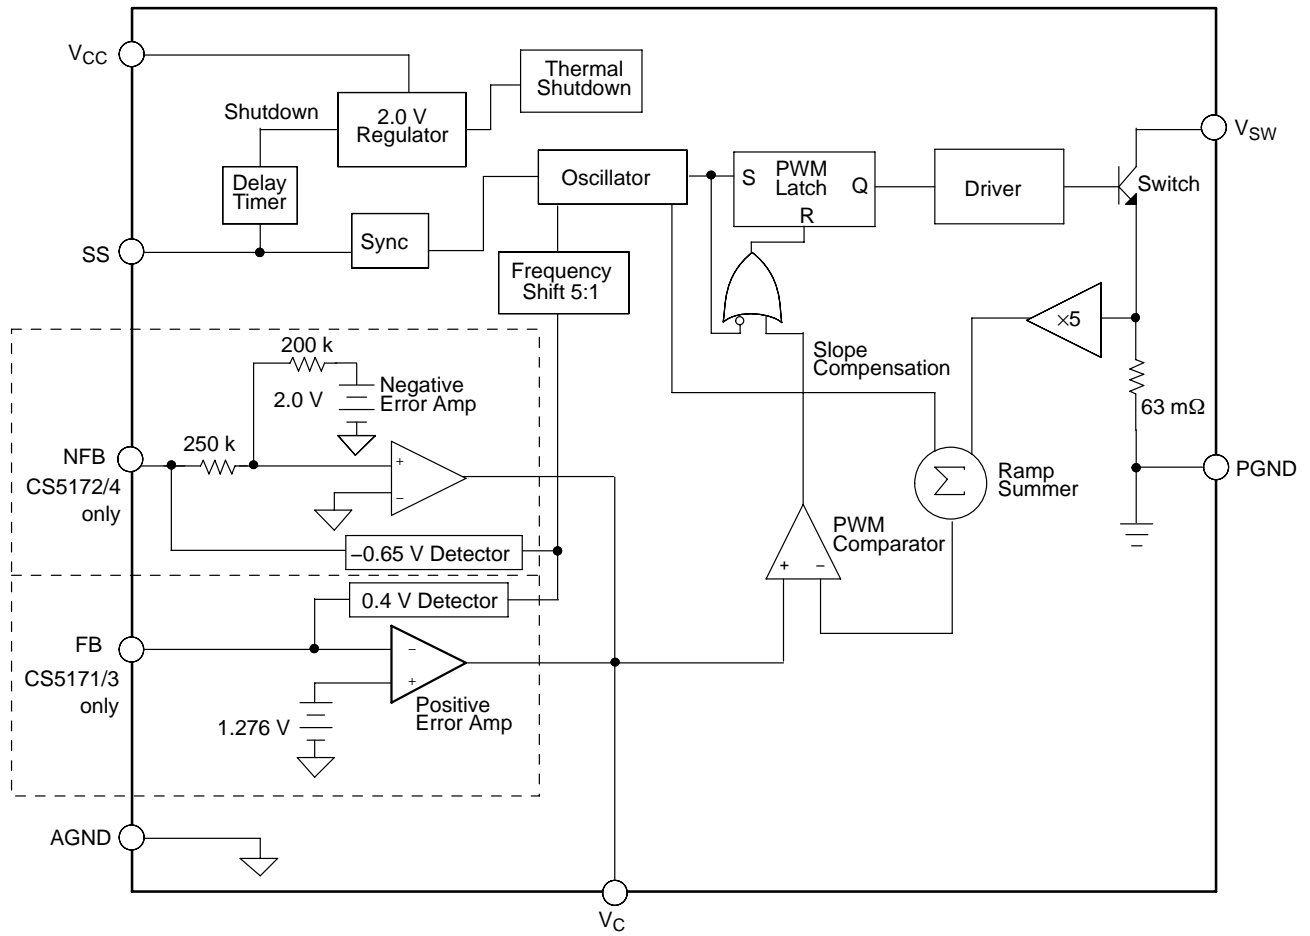 VCC
Thermal
Shutdown
Shutdown
2.0 V
Regulator
VSW
Delay
Timer
Oscillator
S
PWM
Latch
Q
R
Driver
Switch
SS
Sync
Frequency
Shift 5:1
×5
200 k
2.0 V
Negative
Error Amp
Slope
Compensation
63 mΩ
250 k
NFB
CS5172/4
only
+
−
Σ
Ramp
Summer
PGND
PWM
Comparator
+
−
−0.65 V Detector
0.4 V Detector
FB
CS5171/3
only
−
+
Positive
Error Amp
1.276 V
AGND
VC